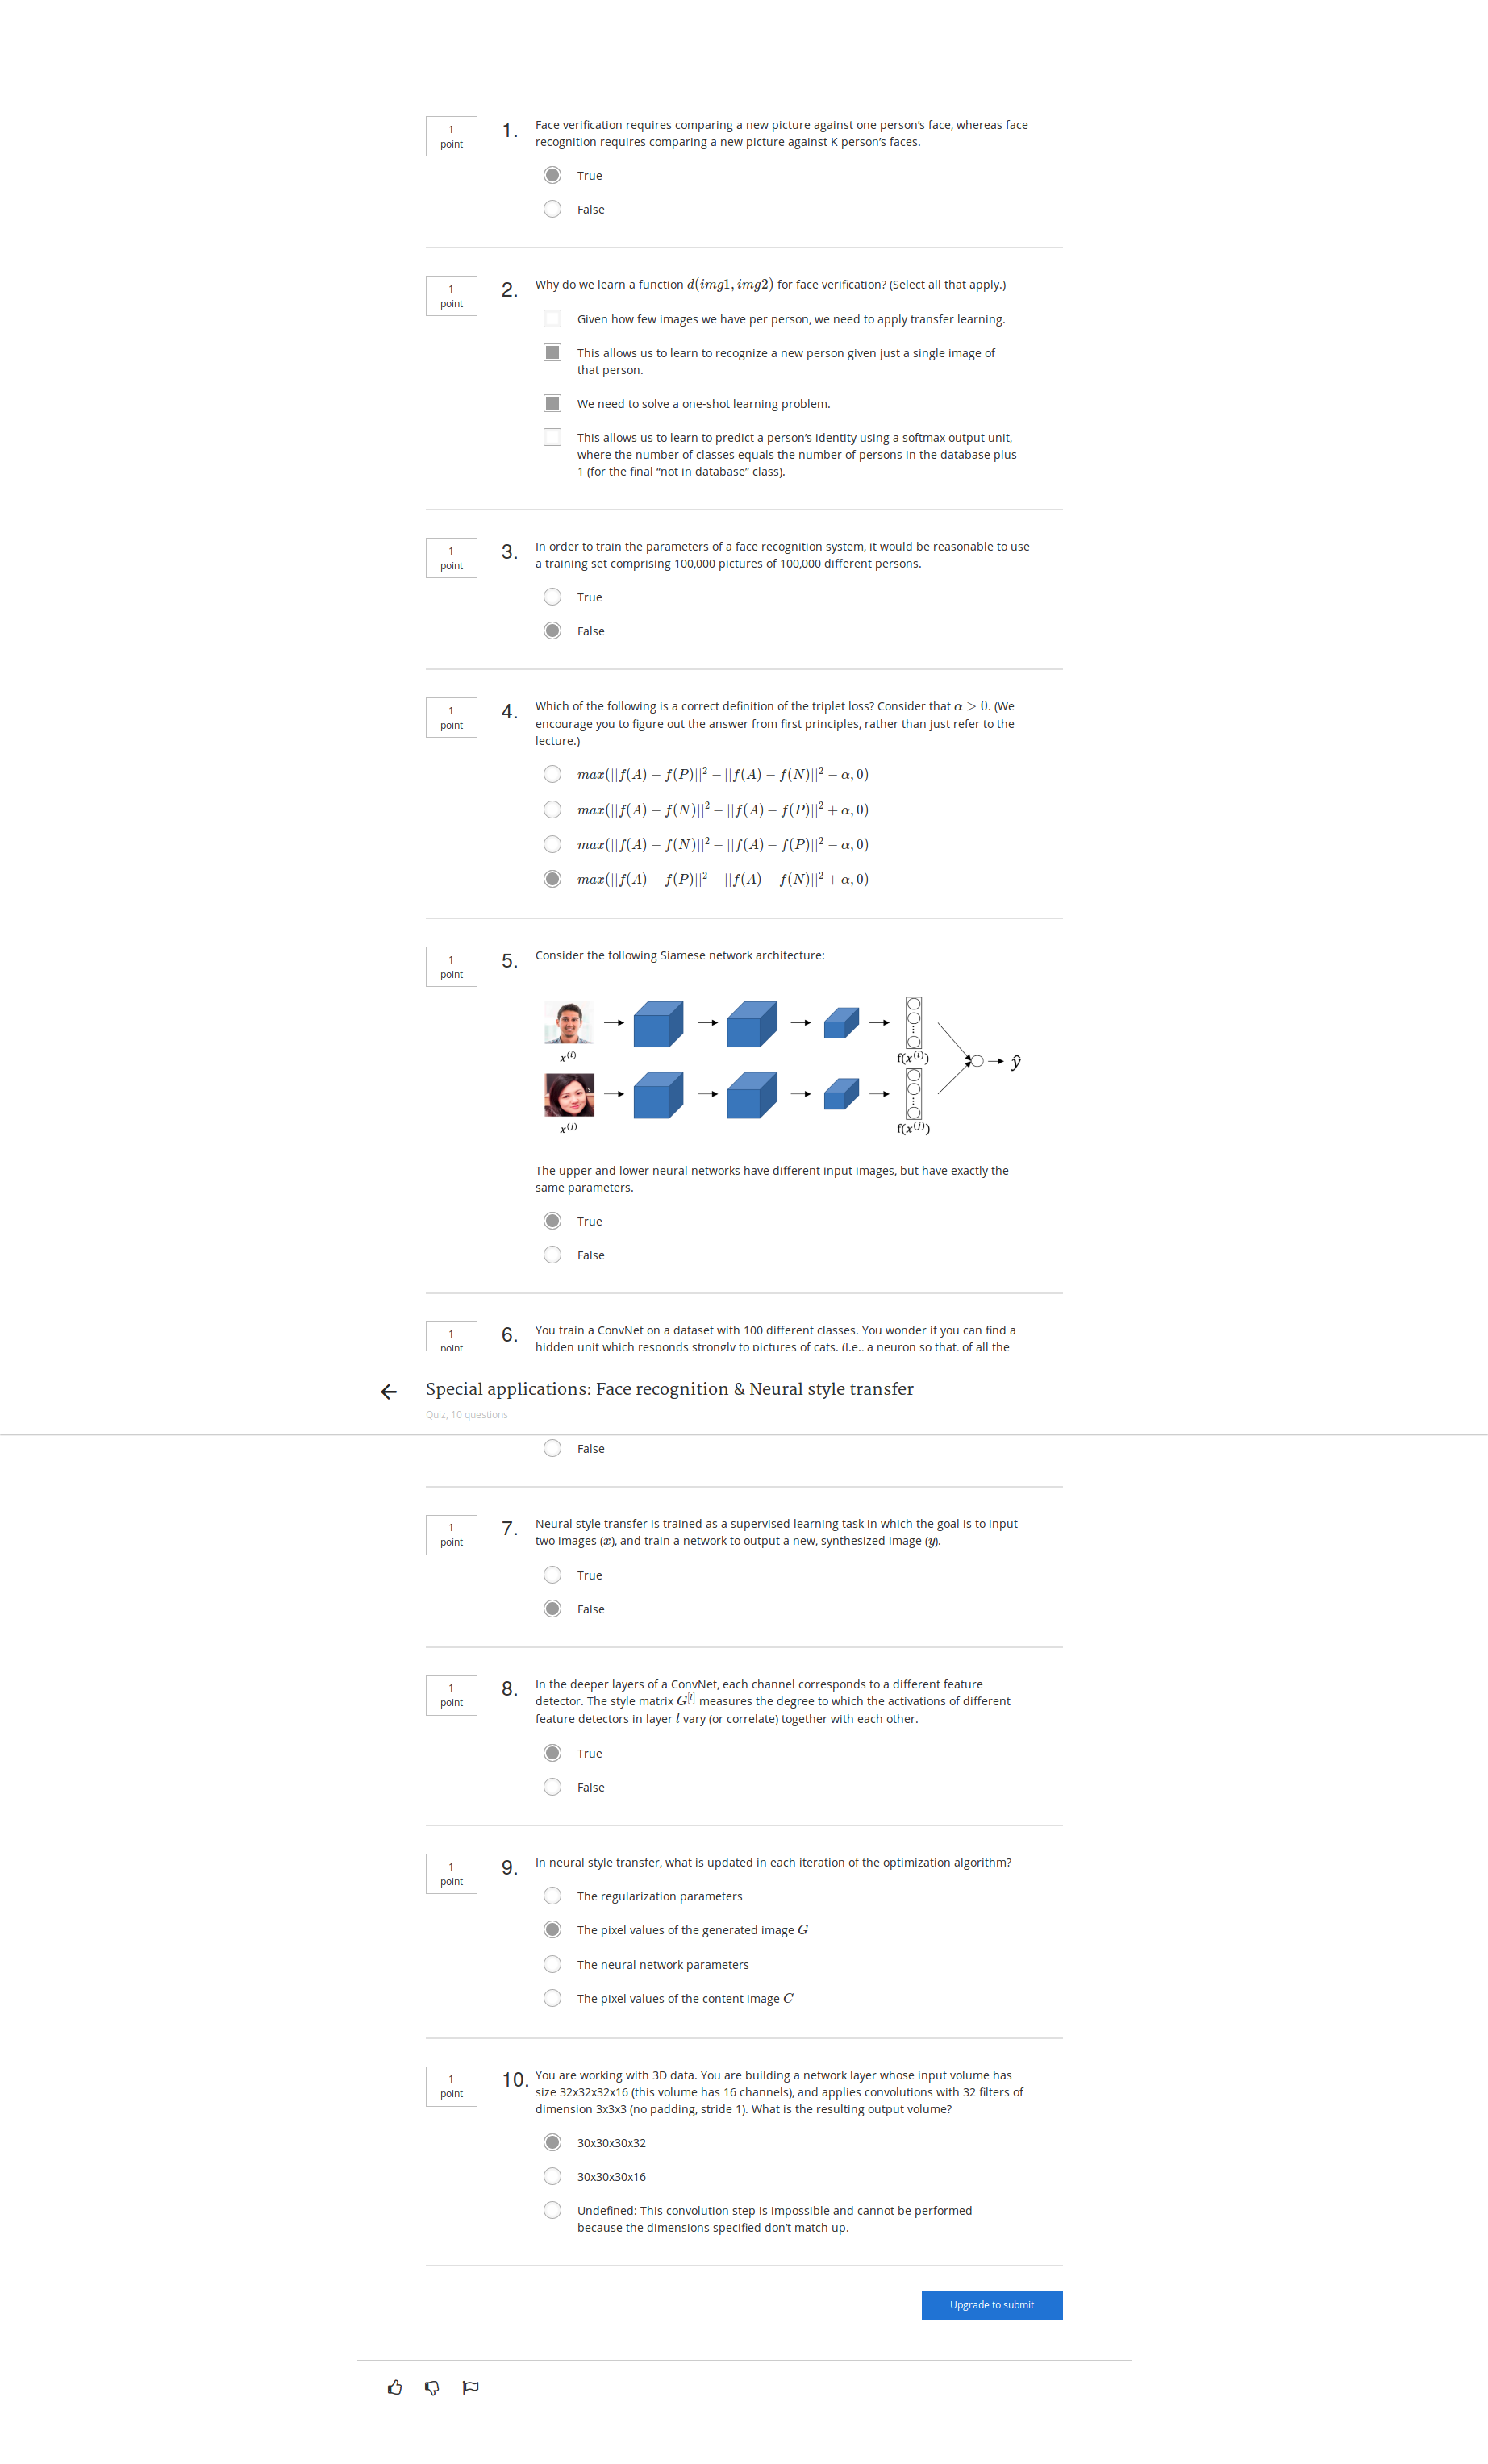 1
point
1.
Face verification requires comparing a new picture against one person's face, whereas face
recognition requires comparing a new picture against K person's faces.
True
False
1
point
2.
Why do we learn a function d(img1, img2) for face verification? (Select all that apply.)
Given how few images we have per person, we need to apply transfer learning.
This allows us to learn to recognize a new person given just a single image of
that person.
We need to solve a one-shot learning problem.
This allows us to learn to predict a person's identity using a softmax output unit,
where the number of classes equals the number of persons in the database plus
1 (for the final "not in database" class).
1
point
3.
In order to train the parameters of a face recognition system, it would be reasonable to use
a training set comprising 100,000 pictures of 100,000 different persons.
True
False
1
point
4.
Which of the following is a correct definition of the triplet loss? Consider that α > 0. (We
encourage you to figure out the answer from first principles, rather than just refer to the
lecture.)
max(||f(A) − f(P)||² − ||f(A) − f(N)||² − α, 0)
max(||f(A) − f(N)||² − ||f(A) − f(P)||² + α, 0)
max(||f(A) − f(N)||² − ||f(A) − f(P)||² − α, 0)
max(||f(A) − f(P)||² − ||f(A) − f(N)||² + α, 0)
1
point
5.
Consider the following Siamese network architecture:
x⁽ⁱ⁾
f(x⁽ⁱ⁾)
ŷ
x⁽ʲ⁾
f(x⁽ʲ⁾)
The upper and lower neural networks have different input images, but have exactly the
same parameters.
True
False
1
point
6.
You train a ConvNet on a dataset with 100 different classes. You wonder if you can find a
hidden unit which responds strongly to pictures of cats. (I.e., a neuron so that, of all the
Special applications: Face recognition & Neural style transfer
Quiz, 10 questions
False
1
point
7.
Neural style transfer is trained as a supervised learning task in which the goal is to input
two images (x), and train a network to output a new, synthesized image (y).
True
False
1
point
8.
In the deeper layers of a ConvNet, each channel corresponds to a different feature
detector. The style matrix G^[l] measures the degree to which the activations of different
feature detectors in layer l vary (or correlate) together with each other.
True
False
1
point
9.
In neural style transfer, what is updated in each iteration of the optimization algorithm?
The regularization parameters
The pixel values of the generated image G
The neural network parameters
The pixel values of the content image C
1
point
10.
You are working with 3D data. You are building a network layer whose input volume has
size 32x32x32x16 (this volume has 16 channels), and applies convolutions with 32 filters of
dimension 3x3x3 (no padding, stride 1). What is the resulting output volume?
30x30x30x32
30x30x30x16
Undefined: This convolution step is impossible and cannot be performed
because the dimensions specified don't match up.
Upgrade to submit